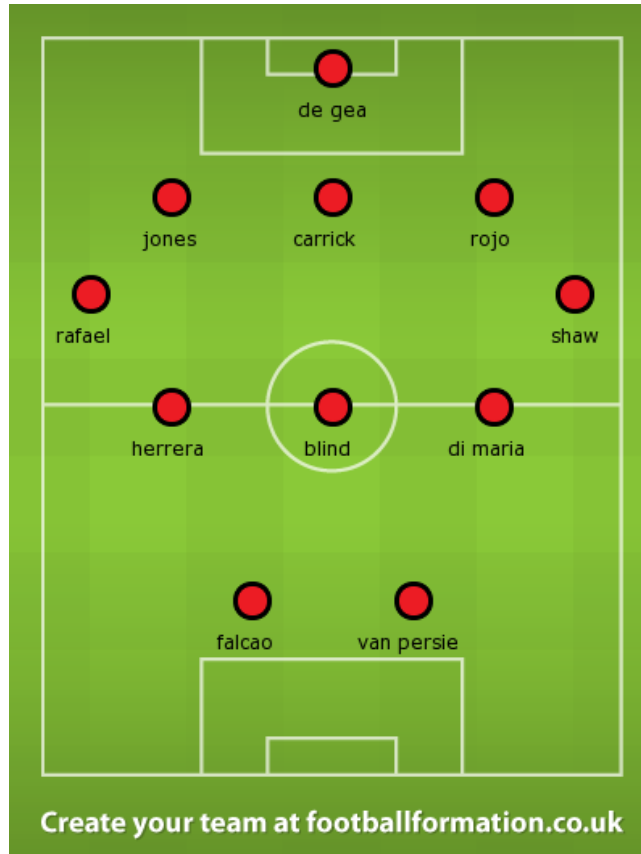 de gea
jones carrick rojo
rafael shaw
herrera blind di maria
falcao van persie
Create your team at footballformation.co.uk